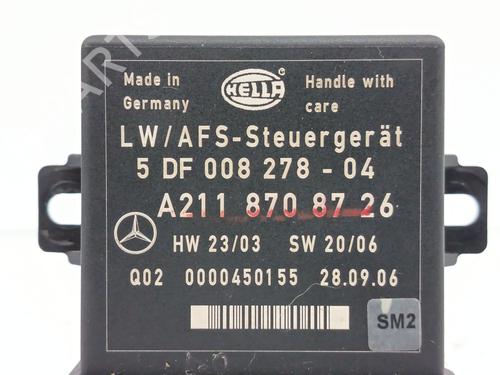 Made in
Germany
HELLA
Handle with
care
LW/AFS-Steuergerät
5 DF 008 278 - 04
A211 870 87 26
HW 23/03 SW 20/06
Q02 0000450155 28.09.06
SM2